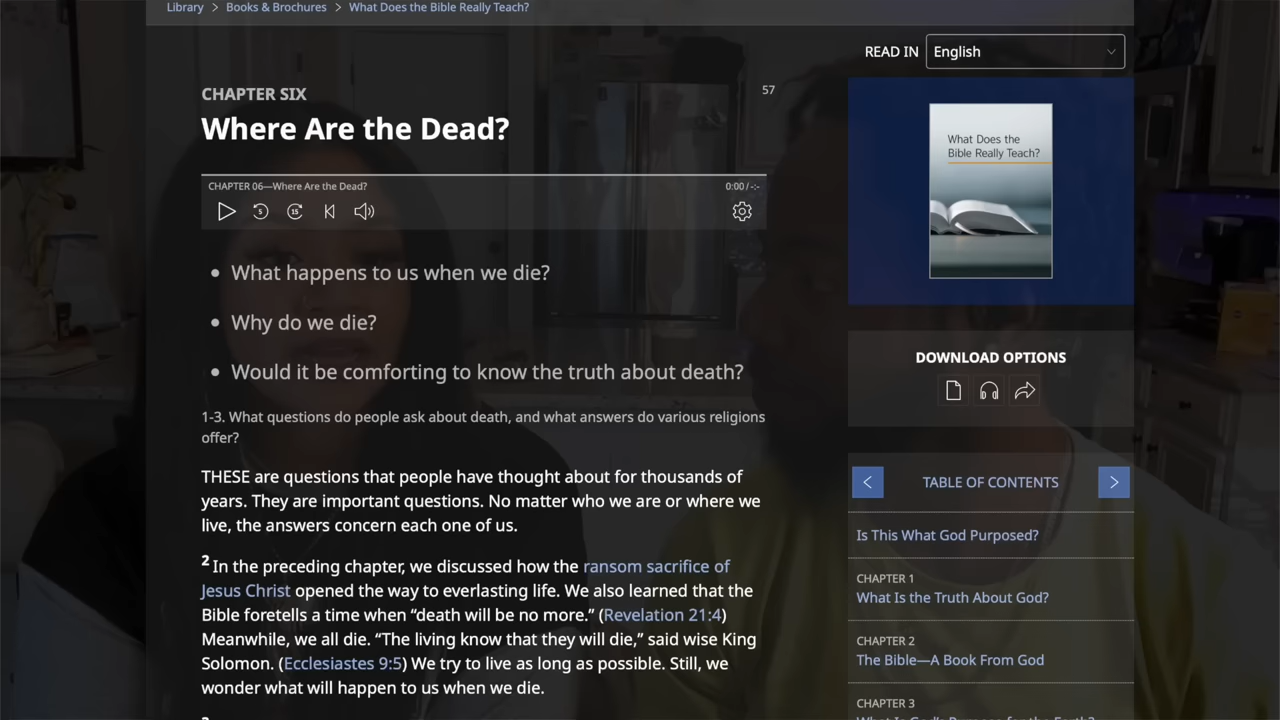 Library > Books & Brochures > What Does the Bible Really Teach?
READ IN English
CHAPTER SIX
57
Where Are the Dead?
CHAPTER 06—Where Are the Dead?
0:00 / -:-
5 15
• What happens to us when we die?
• Why do we die?
• Would it be comforting to know the truth about death?
1-3. What questions do people ask about death, and what answers do various religions
offer?
THESE are questions that people have thought about for thousands of
years. They are important questions. No matter who we are or where we
live, the answers concern each one of us.
2 In the preceding chapter, we discussed how the ransom sacrifice of
Jesus Christ opened the way to everlasting life. We also learned that the
Bible foretells a time when “death will be no more.” (Revelation 21:4)
Meanwhile, we all die. “The living know that they will die,” said wise King
Solomon. (Ecclesiastes 9:5) We try to live as long as possible. Still, we
wonder what will happen to us when we die.
What Does the
Bible Really Teach?
DOWNLOAD OPTIONS
TABLE OF CONTENTS
Is This What God Purposed?
CHAPTER 1
What Is the Truth About God?
CHAPTER 2
The Bible—A Book From God
CHAPTER 3
What Is God's Purpose for the Earth?